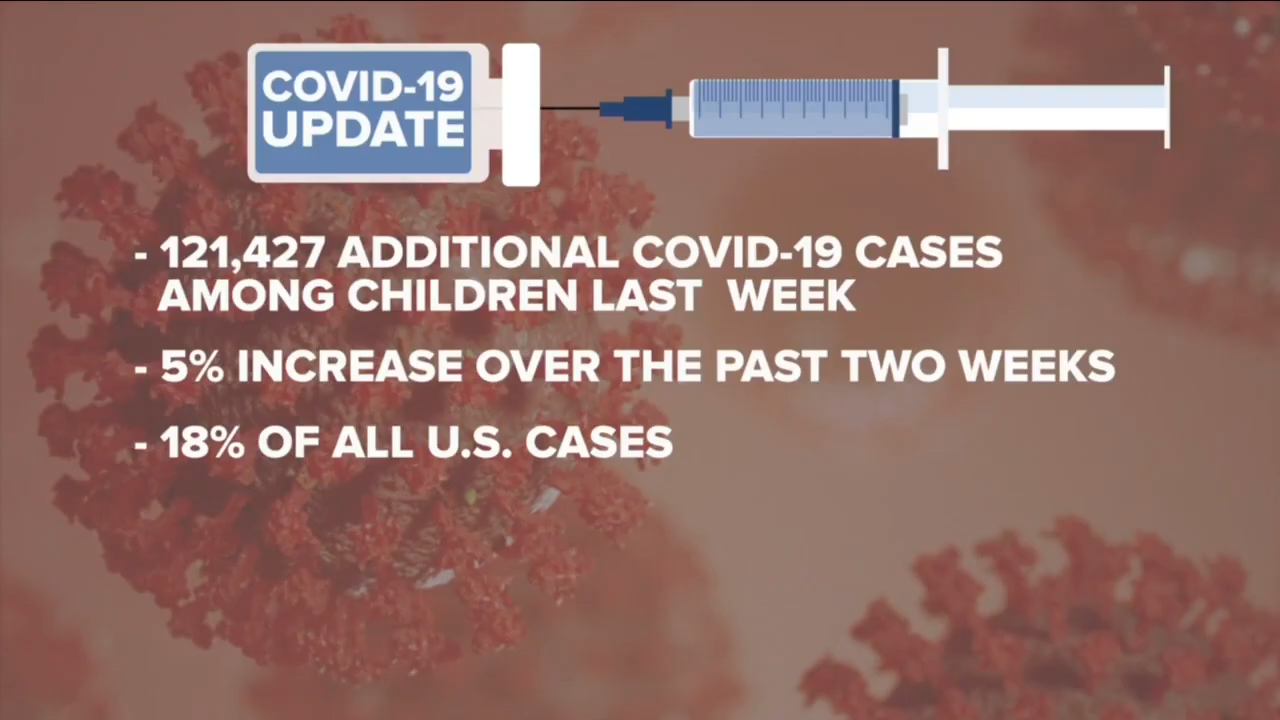 COVID-19
UPDATE
- 121,427 ADDITIONAL COVID-19 CASES
AMONG CHILDREN LAST WEEK
- 5% INCREASE OVER THE PAST TWO WEEKS
- 18% OF ALL U.S. CASES